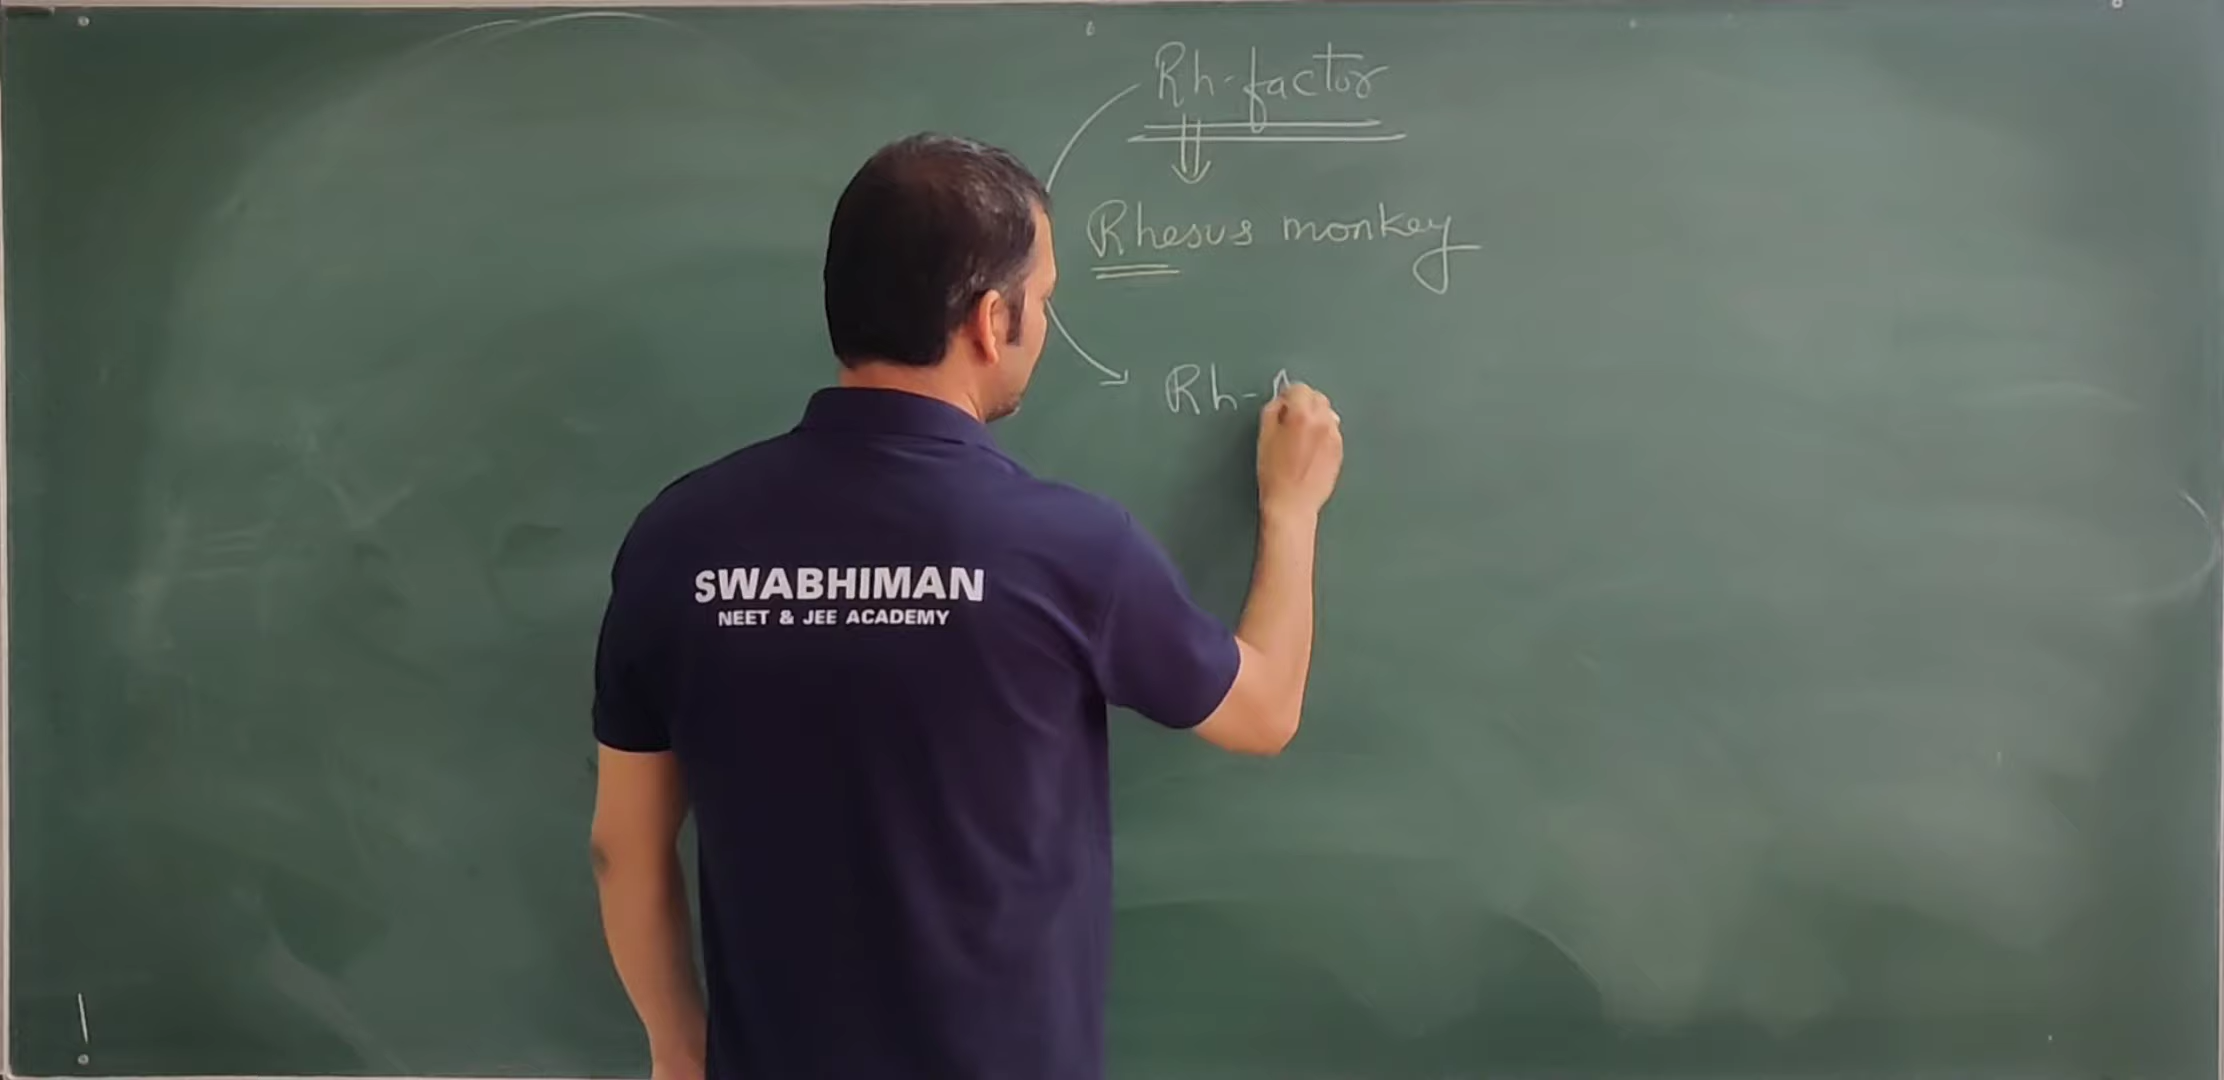 Rh-factor
Rhesus monkey
Rh-
SWABHIMAN
NEET & JEE ACADEMY